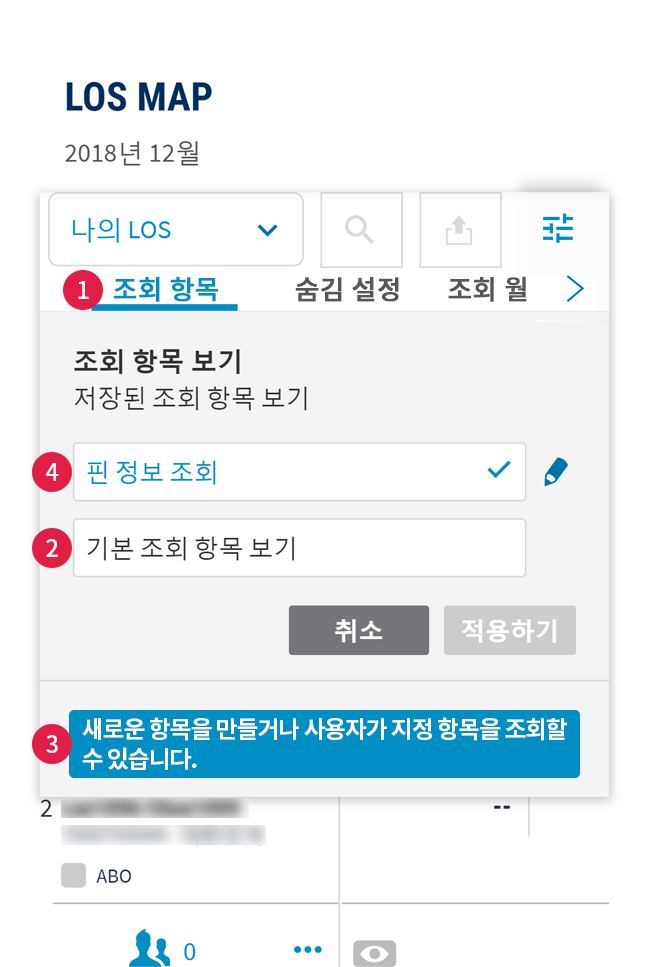 LOS MAP
2018년 12월
나의 LOS
1 조회 항목 숨김 설정 조회 월
조회 항목 보기
저장된 조회 항목 보기
4 핀 정보 조회
2 기본 조회 항목 보기
취소 적용하기
3 새로운 항목을 만들거나 사용자가 지정 항목을 조회할
수 있습니다.
2 --
ABO
0 •••